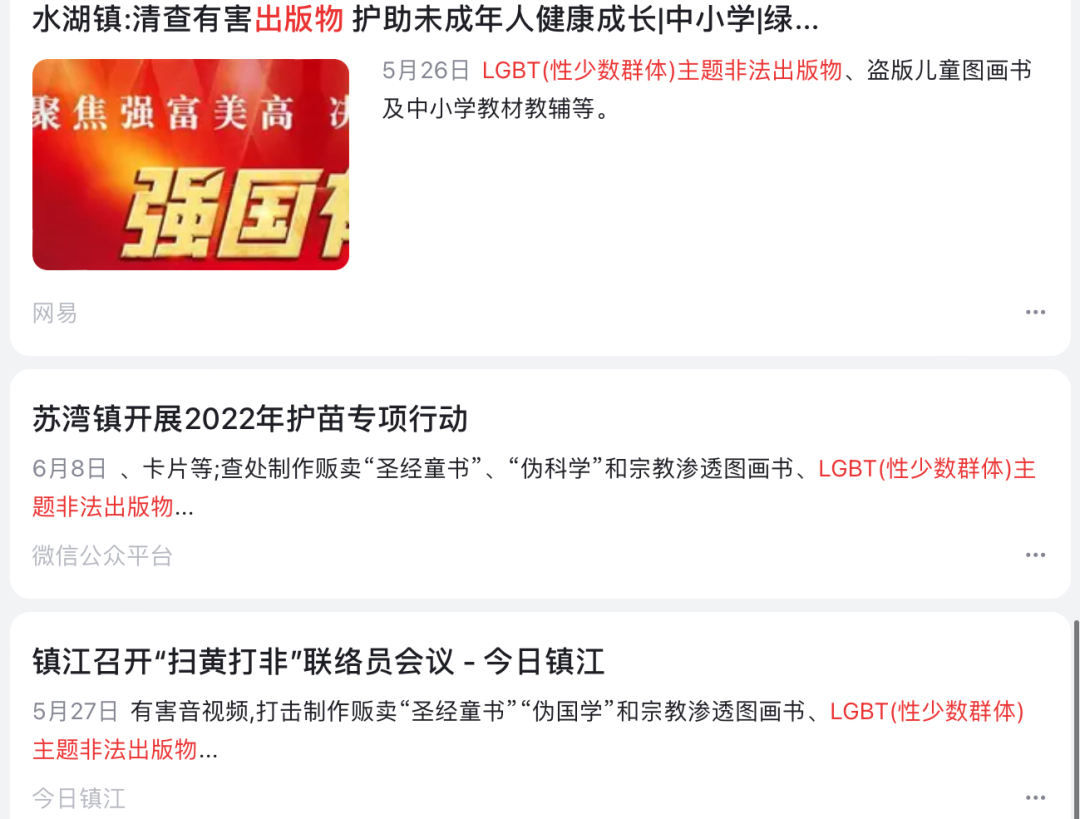 水湖镇:清查有害出版物 护助未成年人健康成长|中小学|绿...
5月26日 LGBT(性少数群体)主题非法出版物、盗版儿童图画书
及中小学教材教辅等。
聚焦强富美高 决
强国有
网易
苏湾镇开展2022年护苗专项行动
6月8日 、卡片等;查处制作贩卖“圣经童书”、“伪科学”和宗教渗透图画书、LGBT(性少数群体)主
题非法出版物...
微信公众平台
镇江召开“扫黄打非”联络员会议 - 今日镇江
5月27日 有害音视频,打击制作贩卖“圣经童书”“伪国学”和宗教渗透图画书、LGBT(性少数群体)
主题非法出版物...
今日镇江